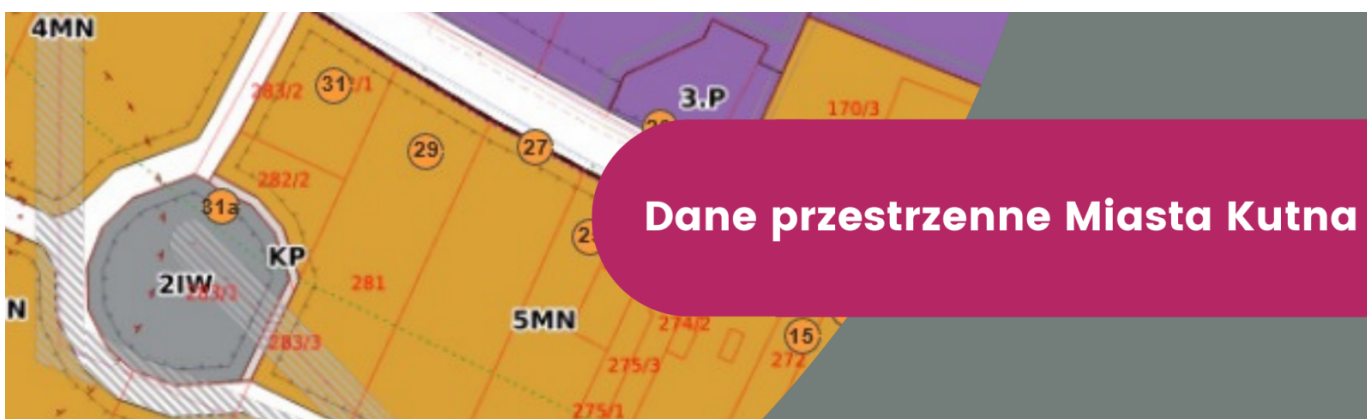 4MN
283/2
31
/1
3.P
170/3
29
27
282/2
31a
Dane przestrzenne Miasta Kutna
KP
2IW
281
N
5MN
274/2
283/3
15
275/3
272
275/1